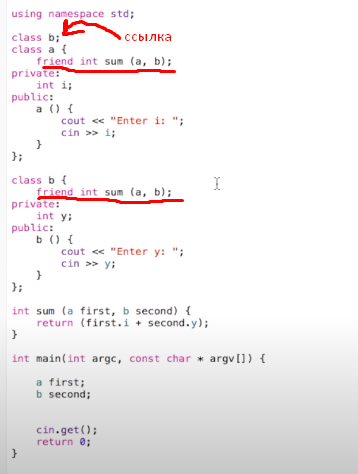 using namespace std;
class b; ссылка
class a {
friend int sum (a, b);
private:
int i;
public:
a () {
cout << "Enter i: ";
cin >> i;
}
};
class b {
friend int sum (a, b);
private:
int y;
public:
b () {
cout << "Enter y: ";
cin >> y;
}
};
int sum (a first, b second) {
return (first.i + second.y);
}
int main(int argc, const char * argv[]) {
a first;
b second;
cin.get();
return 0;
}